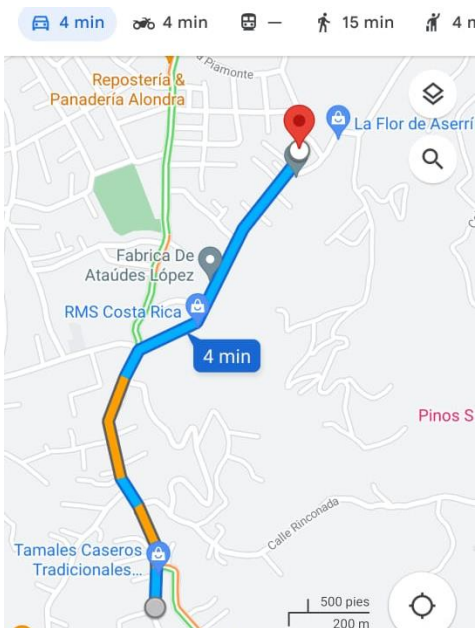 4 min 4 min — 15 min 4 m
Piamonte
Repostería &
Panadería Alondra
La Flor de Aserrí
Fabrica De
Ataúdes López
RMS Costa Rica
4 min
Pinos S
Calle Rinconada
Tamales Caseros
Tradicionales...
500 pies
200 m